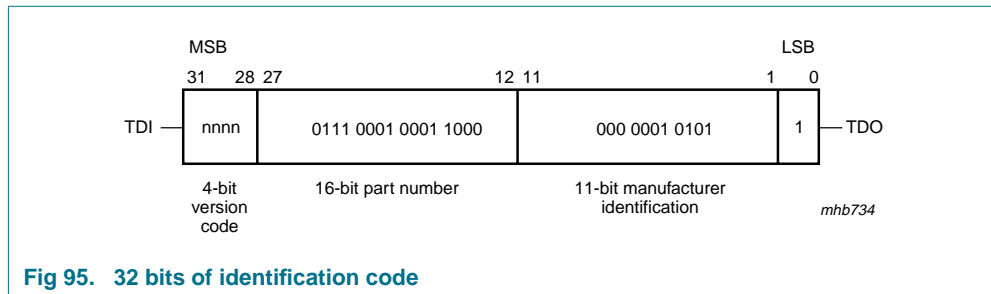 MSB LSB
31 28 27 12 11 1 0
TDI nnnn 0111 0001 0001 1000 000 0001 0101 1 TDO
4-bit 16-bit part number 11-bit manufacturer
version identification
code
mhb734
Fig 95. 32 bits of identification code